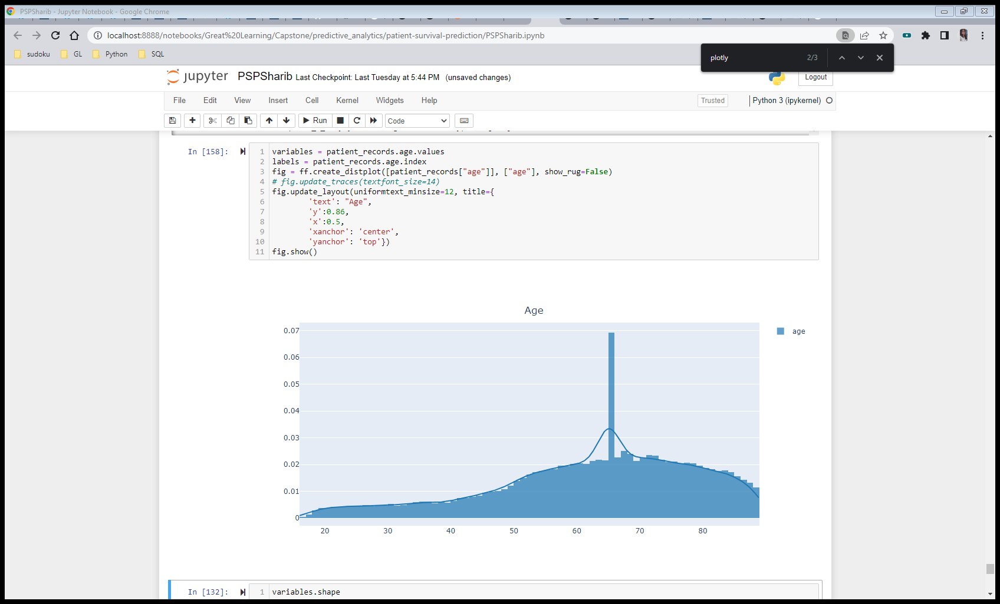 PSPSharib - Jupyter Notebook - Google Chrome
localhost:8888/notebooks/Great%20Learning/Capstone/predictive_analytics/patient-survival-prediction/PSPSharib.ipynb
sudoku GL Python SQL
plotly 2/3
jupyter PSPSharib Last Checkpoint: Last Tuesday at 5:44 PM (unsaved changes)
Logout
File Edit View Insert Cell Kernel Widgets Help
Trusted Python 3 (ipykernel)
Run Code
In [158]:
1 variables = patient_records.age.values
2 labels = patient_records.age.index
3 fig = ff.create_distplot([patient_records["age"]], ["age"], show_rug=False)
4 # fig.update_traces(textfont_size=14)
5 fig.update_layout(uniformtext_minsize=12, title={
6 'text': "Age",
7 'y':0.86,
8 'x':0.5,
9 'xanchor': 'center',
10 'yanchor': 'top'})
11 fig.show()
Age
age
0.07
0.06
0.05
0.04
0.03
0.02
0.01
0
20 30 40 50 60 70 80
In [132]:
1 variables.shape